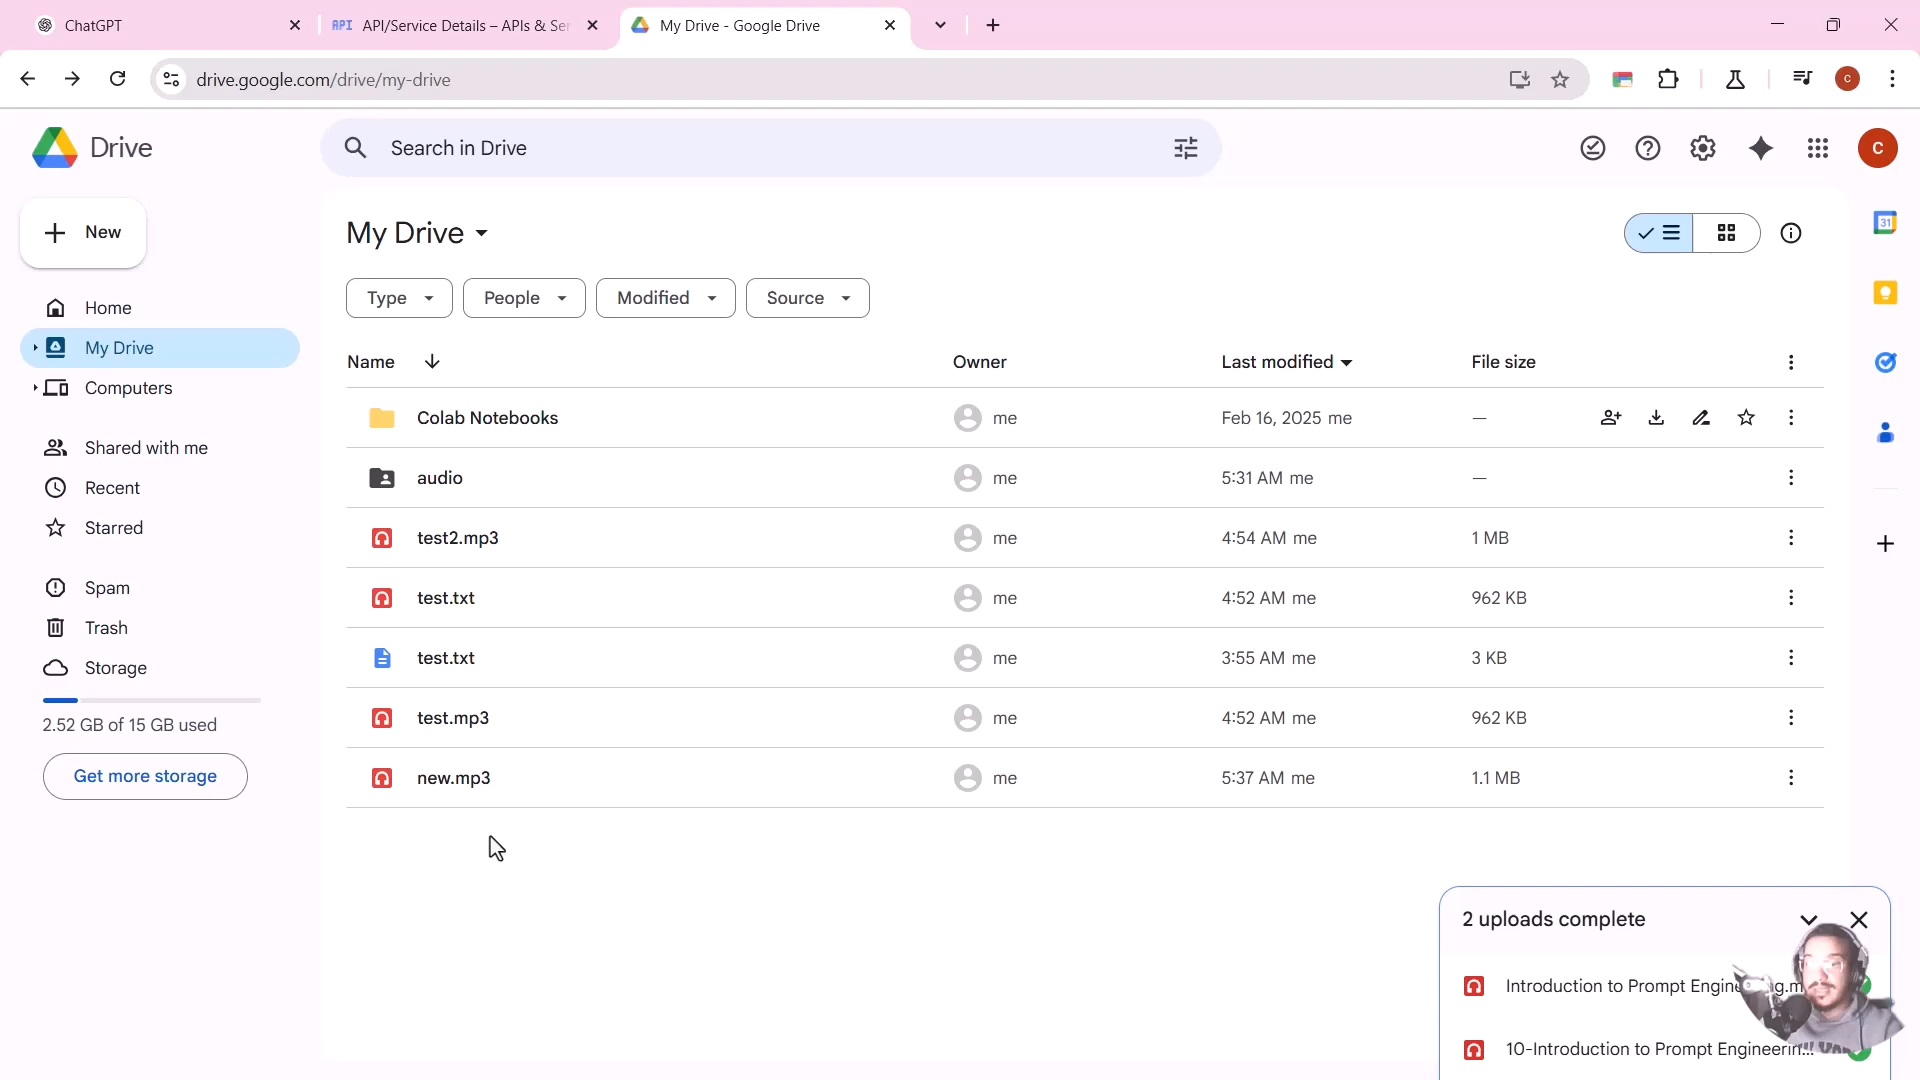 ChatGPT
API API/Service Details – APIs & Ser
My Drive - Google Drive
drive.google.com/drive/my-drive
C
Drive
Search in Drive
C
New
Home
My Drive
Computers
Shared with me
Recent
Starred
Spam
Trash
Storage
2.52 GB of 15 GB used
Get more storage
My Drive
Type People Modified Source
Name Owner Last modified File size
Colab Notebooks me Feb 16, 2025 me —
audio me 5:31 AM me —
test2.mp3 me 4:54 AM me 1 MB
test.txt me 4:52 AM me 962 KB
test.txt me 3:55 AM me 3 KB
test.mp3 me 4:52 AM me 962 KB
new.mp3 me 5:37 AM me 1.1 MB
31
2 uploads complete
Introduction to Prompt
10-Introduction to Prompt Engineerin...